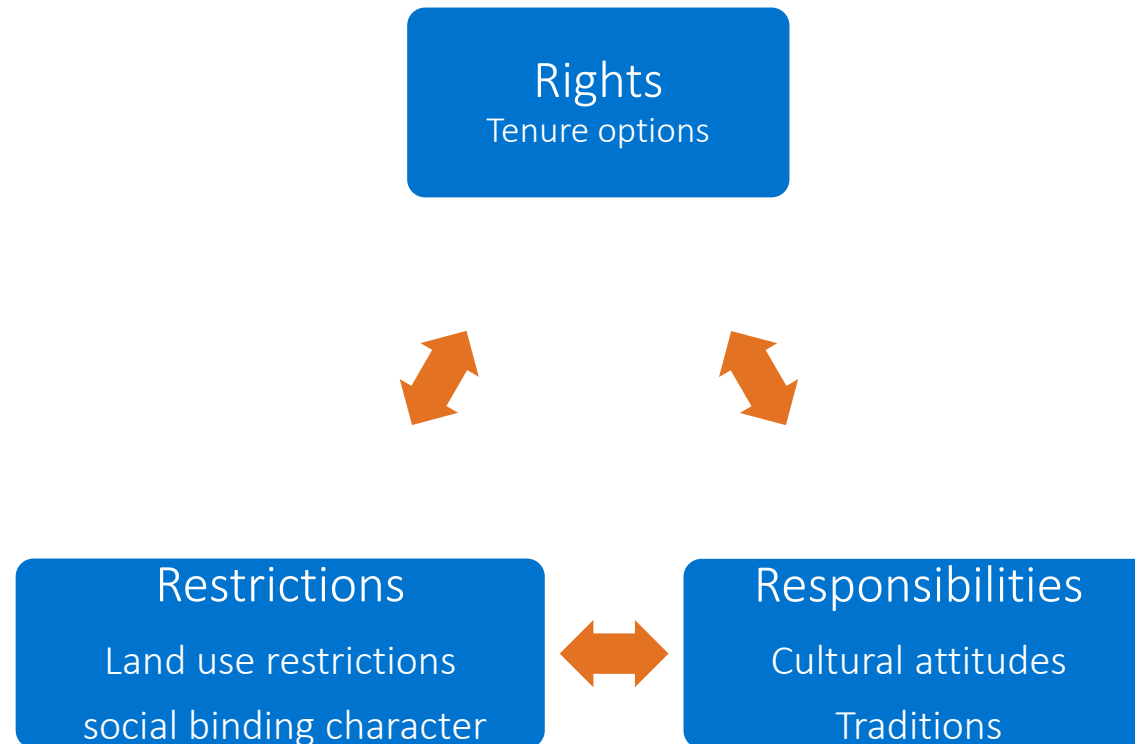 Rights
Tenure options
Restrictions
Land use restrictions
social binding character
Responsibilities
Cultural attitudes
Traditions